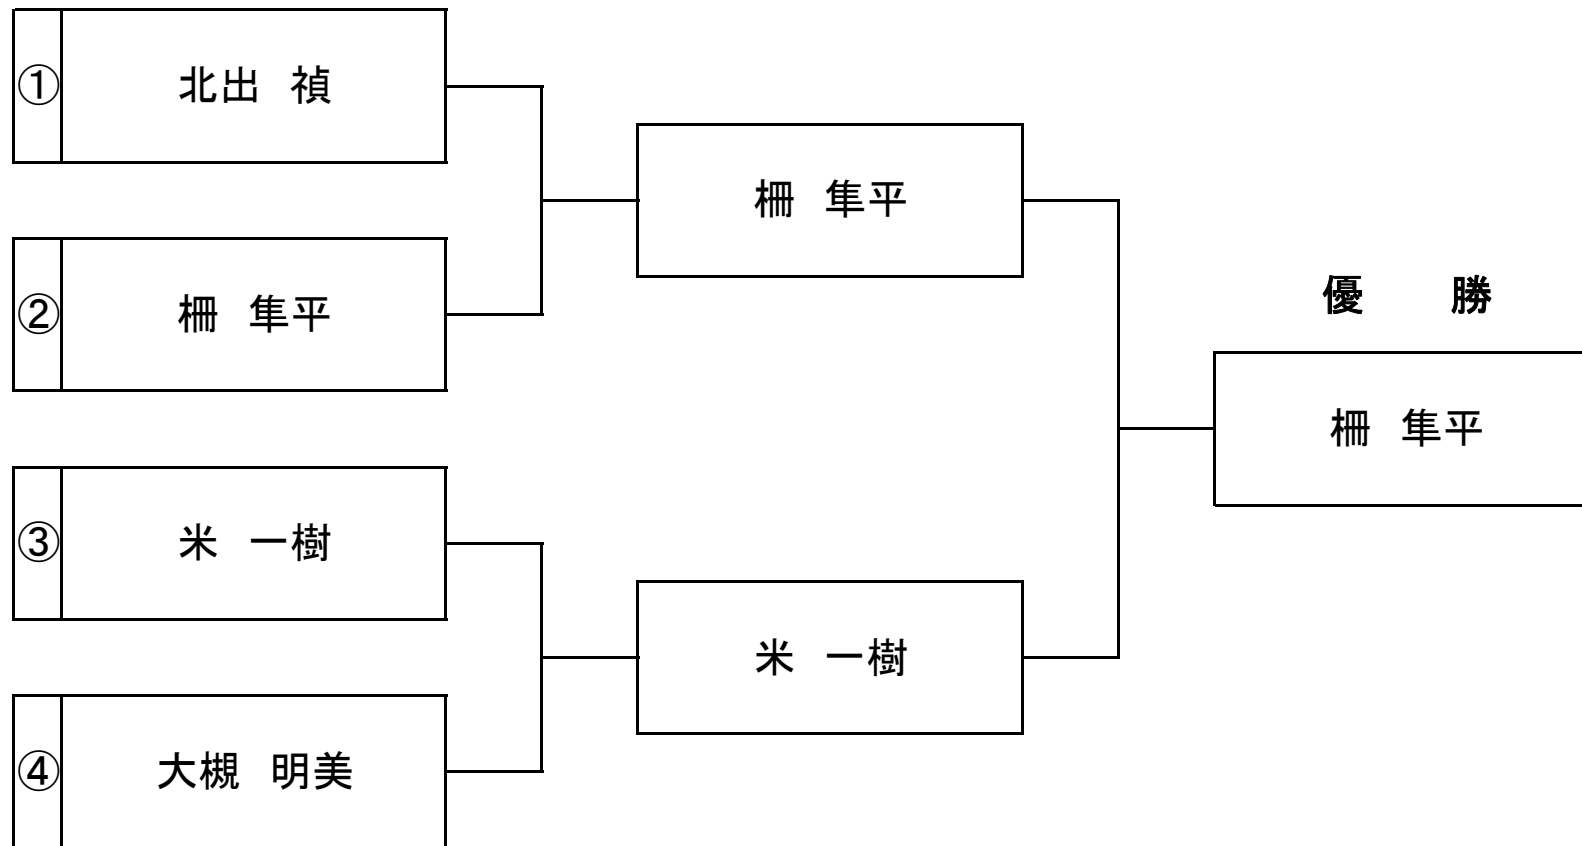 ① 北出　禎
② 柵　隼平
③ 米　一樹
④ 大槻　明美
柵　隼平
米　一樹
優　　勝
柵　隼平